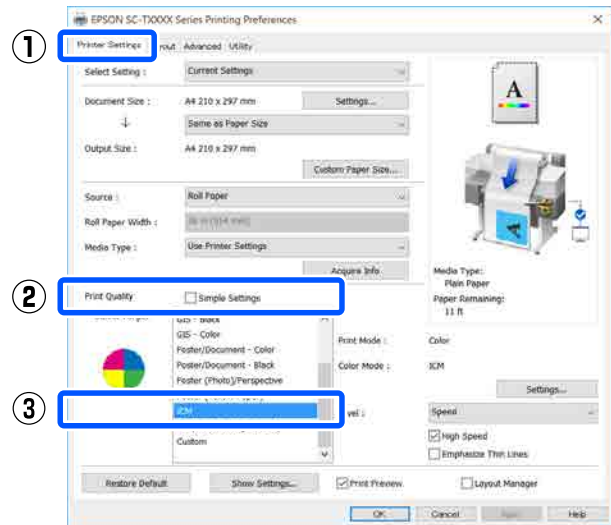 EPSON SC-TXXXX Series Printing Preferences
1
Printer Settings out Advanced Utility
Select Setting : Current Settings
Document Size : A4 210 x 297 mm Settings...
Same as Paper Size
Output Size : A4 210 x 297 mm
Custom Paper Size...
A
Source : Roll Paper
Roll Paper Width :
Media Type : Use Printer Settings
Acquire Info
Media Type:
Plain Paper
Paper Remaining:
11 ft
2
Print Quality Simple Settings
GIS - Color
Poster/Document - Color
Poster/Document - Black
Poster (Photo)/Perspective
3
ICM
Custom
Print Mode : Color
Color Mode : ICM
Settings...
vel : Speed
High Speed
Emphasize Thin Lines
Restore Default Show Settings... Print Preview Layout Manager
OK Cancel Help